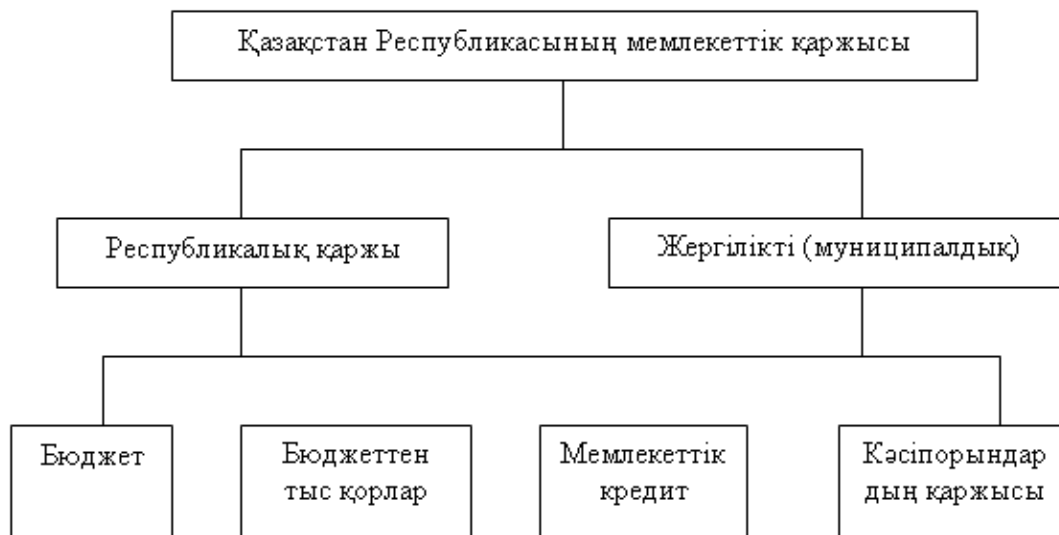 Қазақстан Республикасының мемлекеттік қаржысы
Республикалық қаржы
Жергілікті (муниципалдық)
Бюджет
Бюджеттен
тыс қорлар
Мемлекеттік
кредит
Кәсіпорындар
дың қаржысы